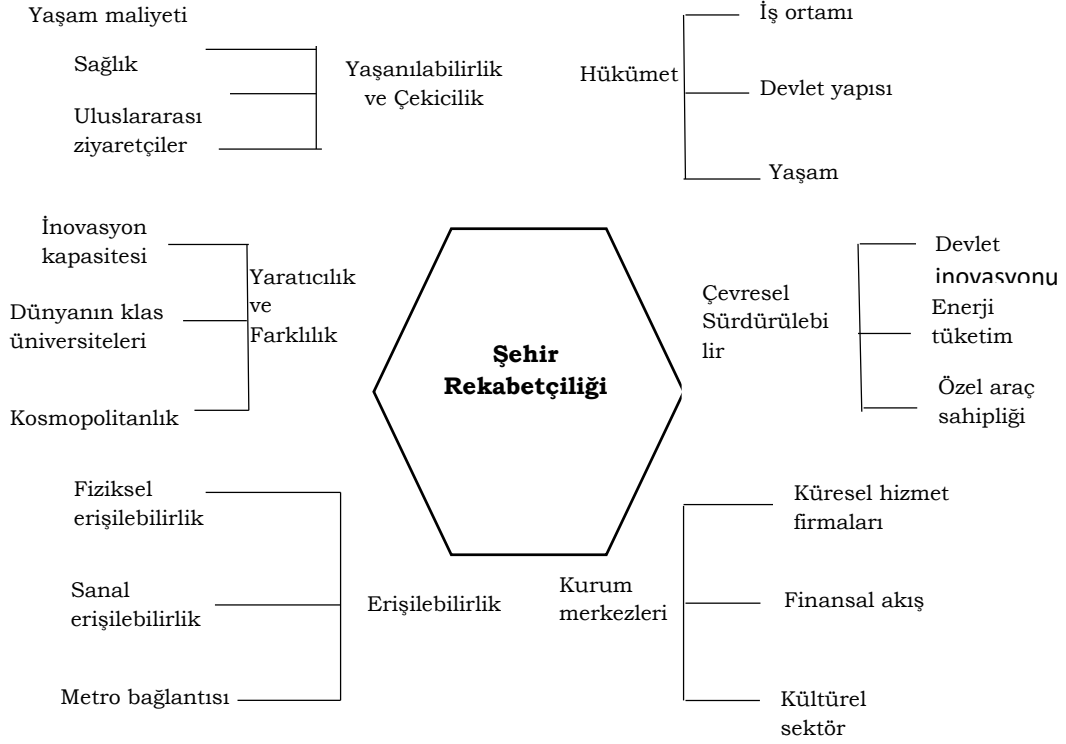 Yaşam maliyeti
Sağlık
Uluslararası
ziyaretçiler
Yaşanılabilirlik
ve Çekicilik
Hükümet
İş ortamı
Devlet yapısı
Yaşam
İnovasyon
kapasitesi
Dünyanın klas
üniversiteleri
Kosmopolitanlık
Yaratıcılık
ve
Farklılık
Şehir
Rekabetçiliği
Çevresel
Sürdürülebi
lir
Devlet
inovasyonu
Enerji
tüketim
Özel araç
sahipliği
Fiziksel
erişilebilirlik
Sanal
erişilebilirlik
Metro bağlantısı
Erişilebilirlik
Kurum
merkezleri
Küresel hizmet
firmaları
Finansal akış
Kültürel
sektör